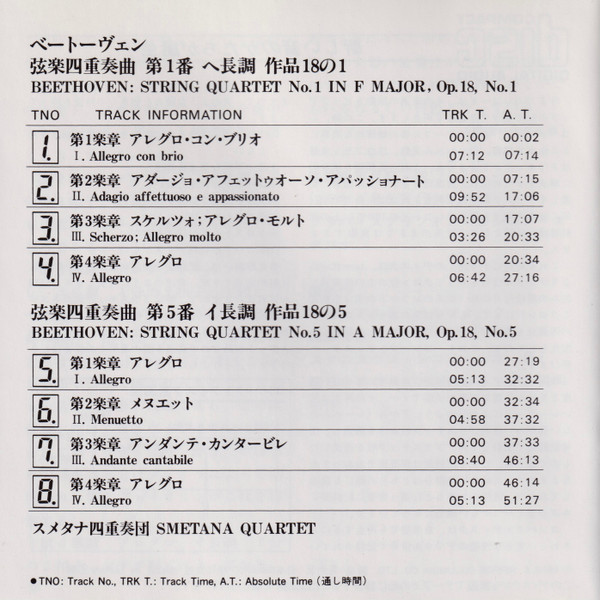 ベートーヴェン
弦楽四重奏曲 第1番 ヘ長調 作品18の1
BEETHOVEN: STRING QUARTET No.1 IN F MAJOR, Op.18, No.1
TNO TRACK INFORMATION TRK T. A. T.
1. 第1楽章 アレグロ・コン・ブリオ 00:00 00:02
I. Allegro con brio 07:12 07:14
2. 第2楽章 アダージョ・アフェットゥオーソ・アパッショナート 00:00 07:15
II. Adagio affettuoso e appassionato 09:52 17:06
3. 第3楽章 スケルツォ;アレグロ・モルト 00:00 17:07
III. Scherzo; Allegro molto 03:26 20:33
4. 第4楽章 アレグロ 00:00 20:34
IV. Allegro 06:42 27:16
弦楽四重奏曲 第5番 イ長調 作品18の5
BEETHOVEN: STRING QUARTET No.5 IN A MAJOR, Op.18, No.5
5. 第1楽章 アレグロ 00:00 27:19
I. Allegro 05:13 32:32
6. 第2楽章 メヌエット 00:00 32:34
II. Menuetto 04:58 37:32
7. 第3楽章 アンダンテ・カンタービレ 00:00 37:33
III. Andante cantabile 08:40 46:13
8. 第4楽章 アレグロ 00:00 46:14
IV. Allegro 05:13 51:27
スメタナ四重奏団 SMETANA QUARTET
●TNO: Track No., TRK T.: Track Time, A.T.: Absolute Time (通し時間)